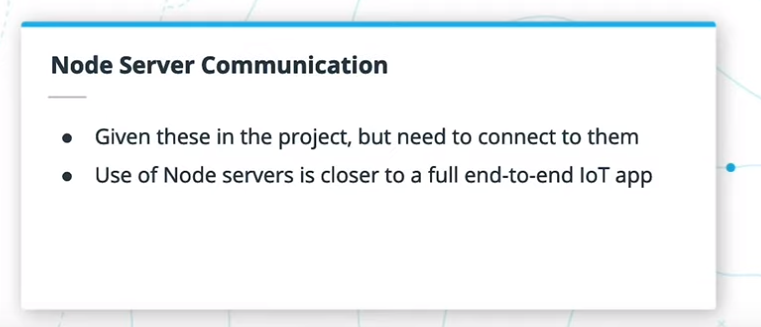 Node Server Communication
● Given these in the project, but need to connect to them
● Use of Node servers is closer to a full end-to-end IoT app